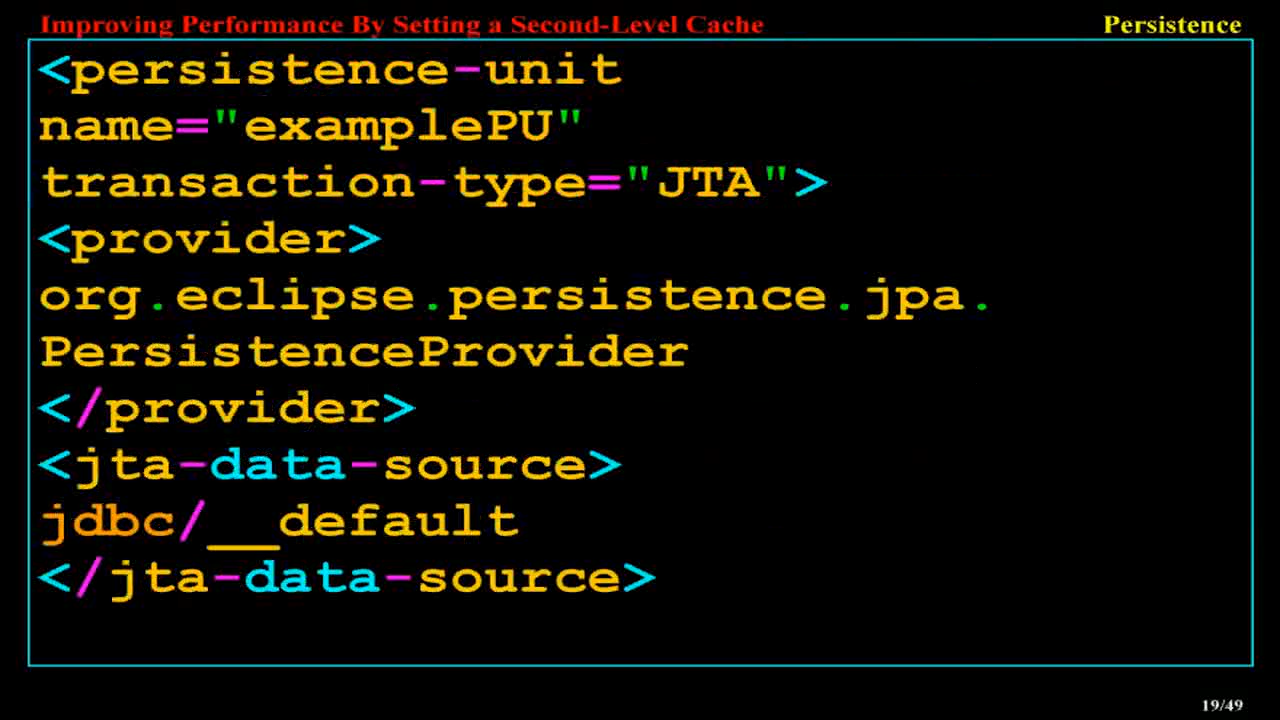 Improving Performance By Setting a Second-Level Cache
Persistence
<persistence-unit
name="examplePU"
transaction-type="JTA">
<provider>
org.eclipse.persistence.jpa.
PersistenceProvider
</provider>
<jta-data-source>
jdbc/__default
</jta-data-source>
19/49